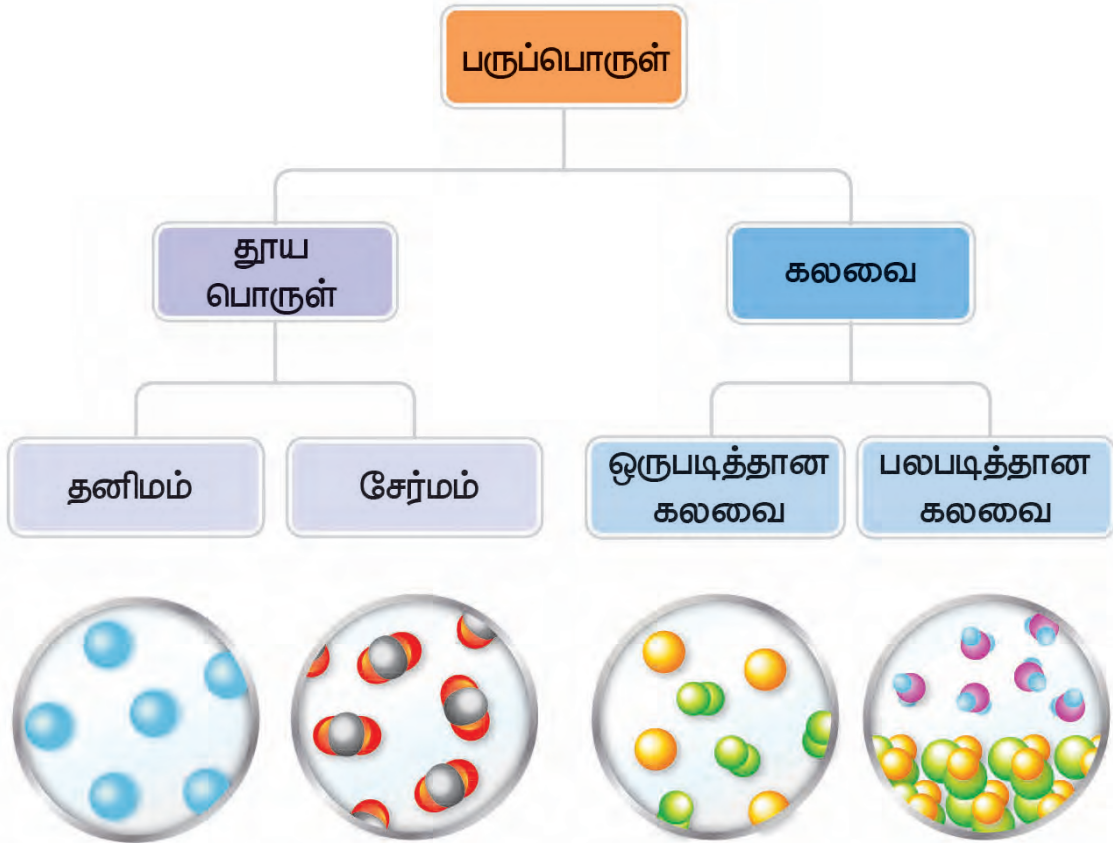 பருப்பொருள்
தூய
பொருள்
கலவை
தனிமம்
சேர்மம்
ஒருபடித்தான
கலவை
பலபடித்தான
கலவை